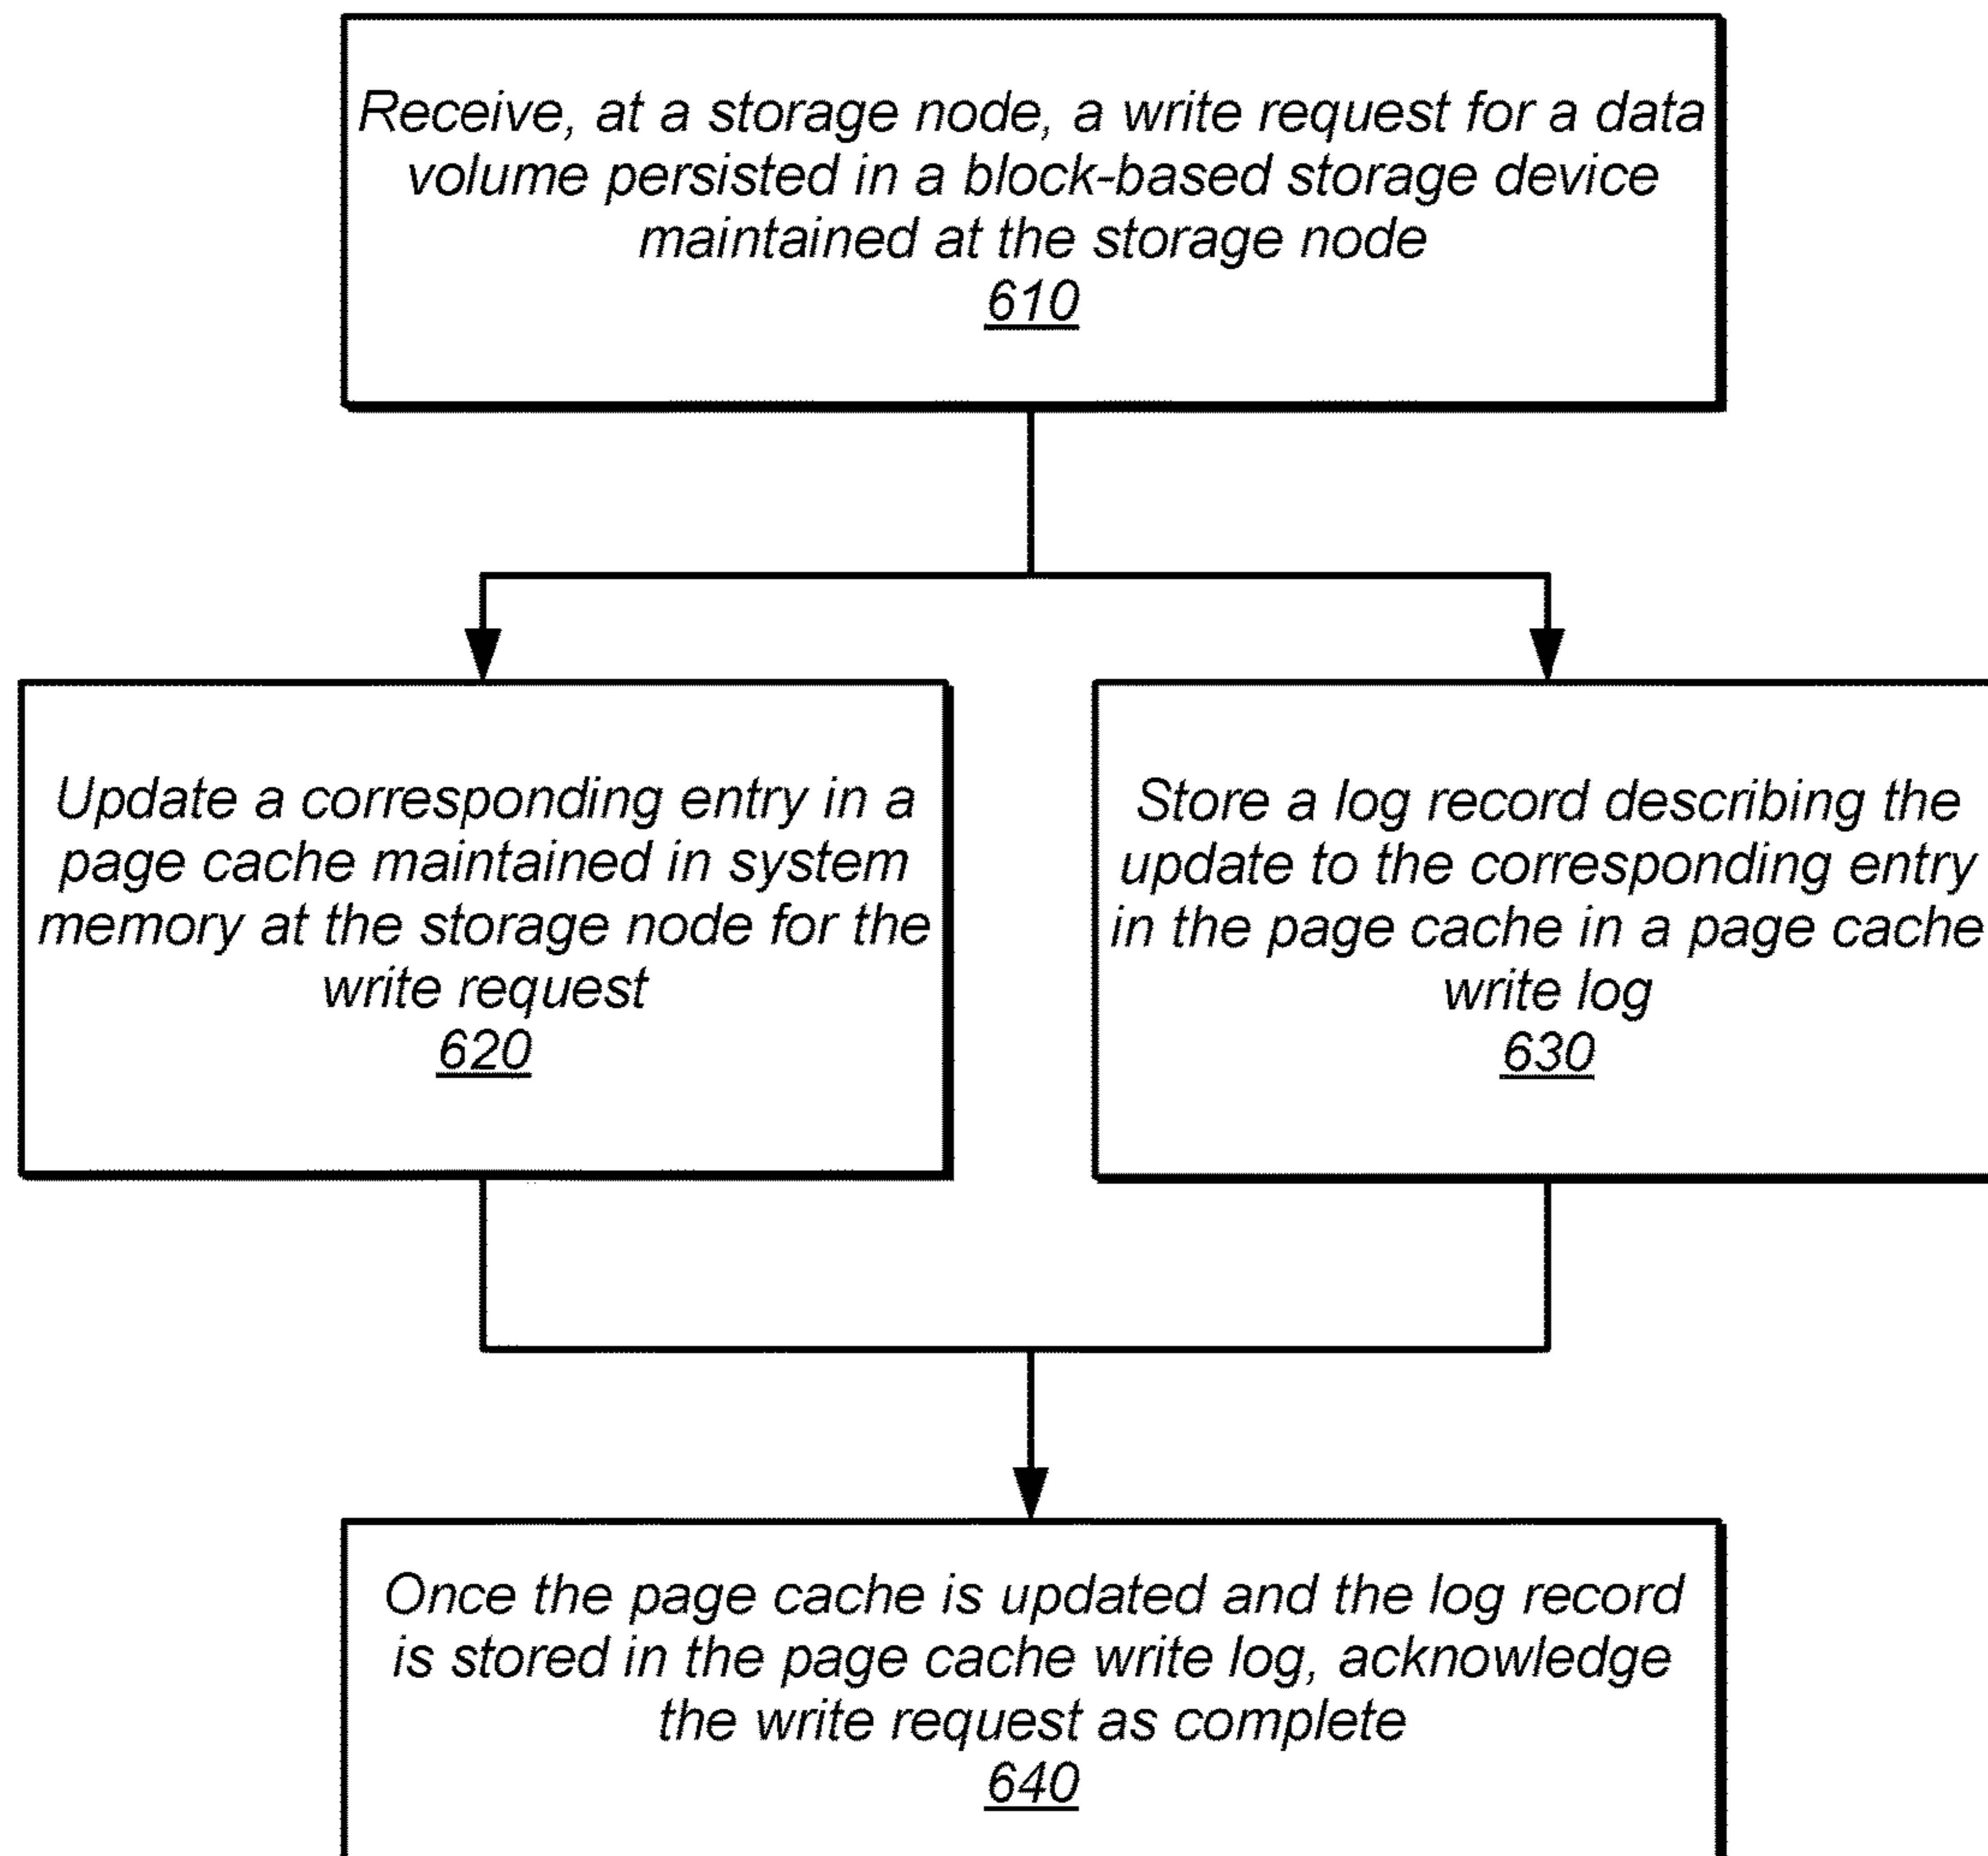 Receive, at a storage node, a write request for a data
volume persisted in a block-based storage device
maintained at the storage node
610
Update a corresponding entry in a
page cache maintained in system
memory at the storage node for the
write request
620
Store a log record describing the
update to the corresponding entry
in the page cache in a page cache
write log
630
Once the page cache is updated and the log record
is stored in the page cache write log, acknowledge
the write request as complete
640